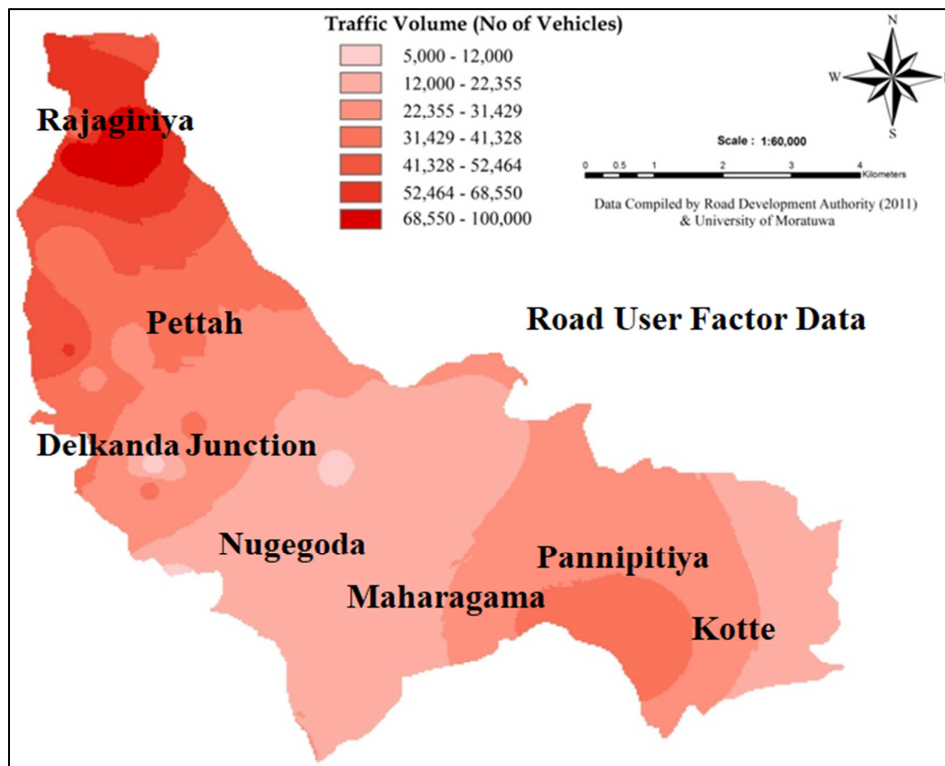 Traffic Volume (No of Vehicles)
5,000 - 12,000
12,000 - 22,355
22,355 - 31,429
31,429 - 41,328
41,328 - 52,464
52,464 - 68,550
68,550 - 100,000
N
W
S
Scale : 1:60,000
0 0.5 1 2 3 4
Kilometers
Data Compiled by Road Development Authority (2011)
& University of Moratuwa
Rajagiriya
Pettah
Road User Factor Data
Delkanda Junction
Nugegoda
Pannipitiya
Maharagama
Kotte